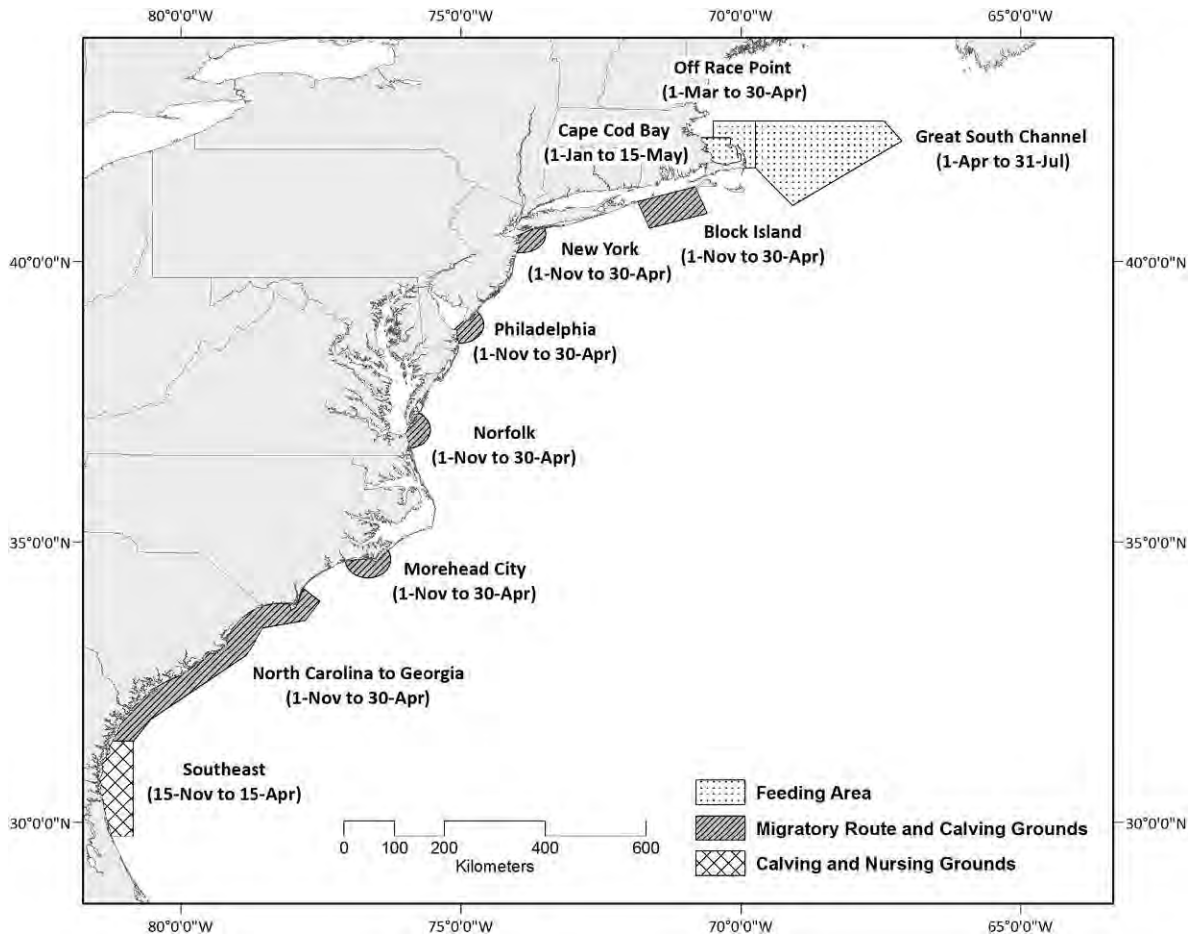 80°0'0"W
75°0'0"W
70°0'0"W
65°0'0"W
Off Race Point
(1-Mar to 30-Apr)
Cape Cod Bay
(1-Jan to 15-May)
Great South Channel
(1-Apr to 31-Jul)
Block Island
(1-Nov to 30-Apr)
New York
(1-Nov to 30-Apr)
40°0'0"N
40°0'0"N
Philadelphia
(1-Nov to 30-Apr)
Norfolk
(1-Nov to 30-Apr)
35°0'0"N
35°0'0"N
Morehead City
(1-Nov to 30-Apr)
North Carolina to Georgia
(1-Nov to 30-Apr)
Southeast
(15-Nov to 15-Apr)
Feeding Area
Migratory Route and Calving Grounds
Calving and Nursing Grounds
30°0'0"N
30°0'0"N
0 100 200 400 600
Kilometers
80°0'0"W
75°0'0"W
70°0'0"W
65°0'0"W